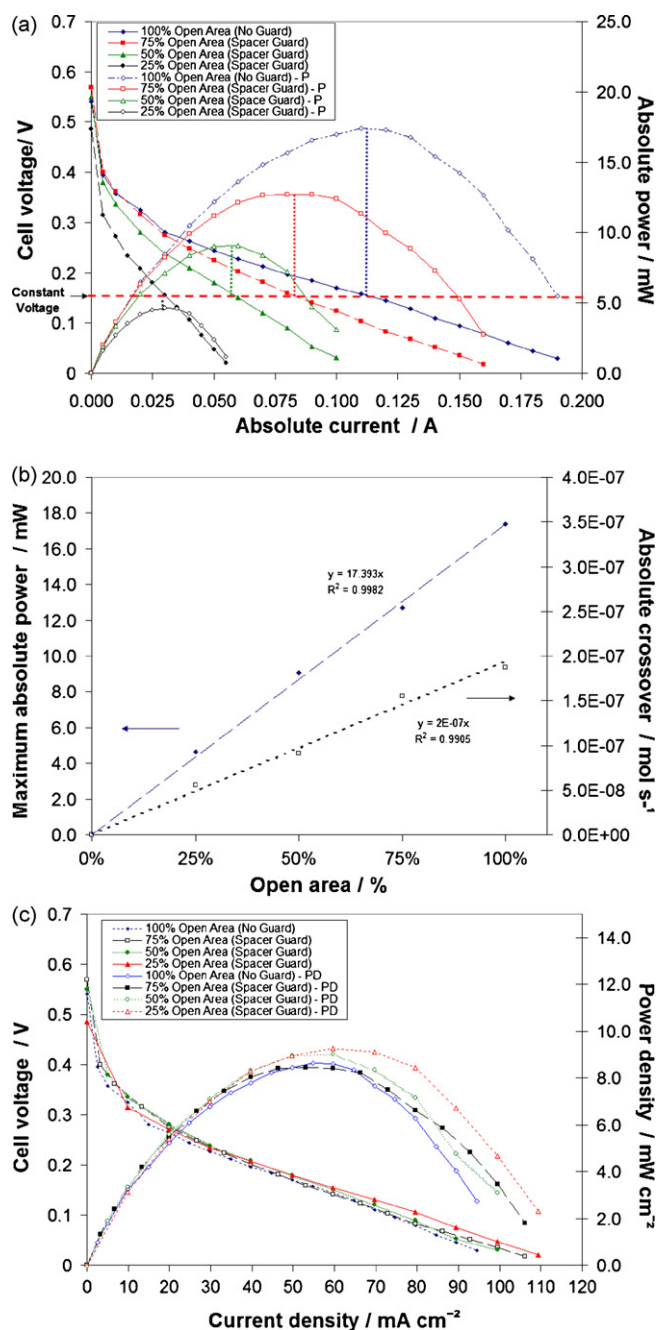 (a)
100% Open Area (No Guard)
75% Open Area (Spacer Guard)
50% Open Area (Spacer Guard)
25% Open Area (Spacer Guard)
100% Open Area (No Guard) - P
75% Open Area (Spacer Guard) - P
50% Open Area (Spacer Guard) - P
25% Open Area (Spacer Guard) - P
Cell voltage/ V
0.7
0.6
0.5
0.4
0.3
0.2
0.1
0
Constant
Voltage
25.0
20.0
15.0
10.0
5.0
0.0
Absolute power / mW
0.000 0.025 0.050 0.075 0.100 0.125 0.150 0.175 0.200
Absolute current / A
(b)
Maximum absolute power / mW
20.0
18.0
16.0
14.0
12.0
10.0
8.0
6.0
4.0
2.0
0.0
y = 17.393x
R² = 0.9982
y = 2E-07x
R² = 0.9905
4.0E-07
3.5E-07
3.0E-07
2.5E-07
2.0E-07
1.5E-07
1.0E-07
5.0E-08
0.0E+00
Absolute crossover / mol s⁻¹
0% 25% 50% 75% 100%
Open area / %
(c)
100% Open Area (No Guard)
75% Open Area (Spacer Guard)
50% Open Area (Spacer Guard)
25% Open Area (Spacer Guard)
100% Open Area (No Guard) - PD
75% Open Area (Spacer Guard) - PD
50% Open Area (Spacer Guard) - PD
25% Open Area (Spacer Guard) - PD
Cell voltage / V
0.7
0.6
0.5
0.4
0.3
0.2
0.1
0
14.0
12.0
10.0
8.0
6.0
4.0
2.0
0.0
Power density / mW cm⁻²
0 10 20 30 40 50 60 70 80 90 100 110 120
Current density / mA cm⁻²